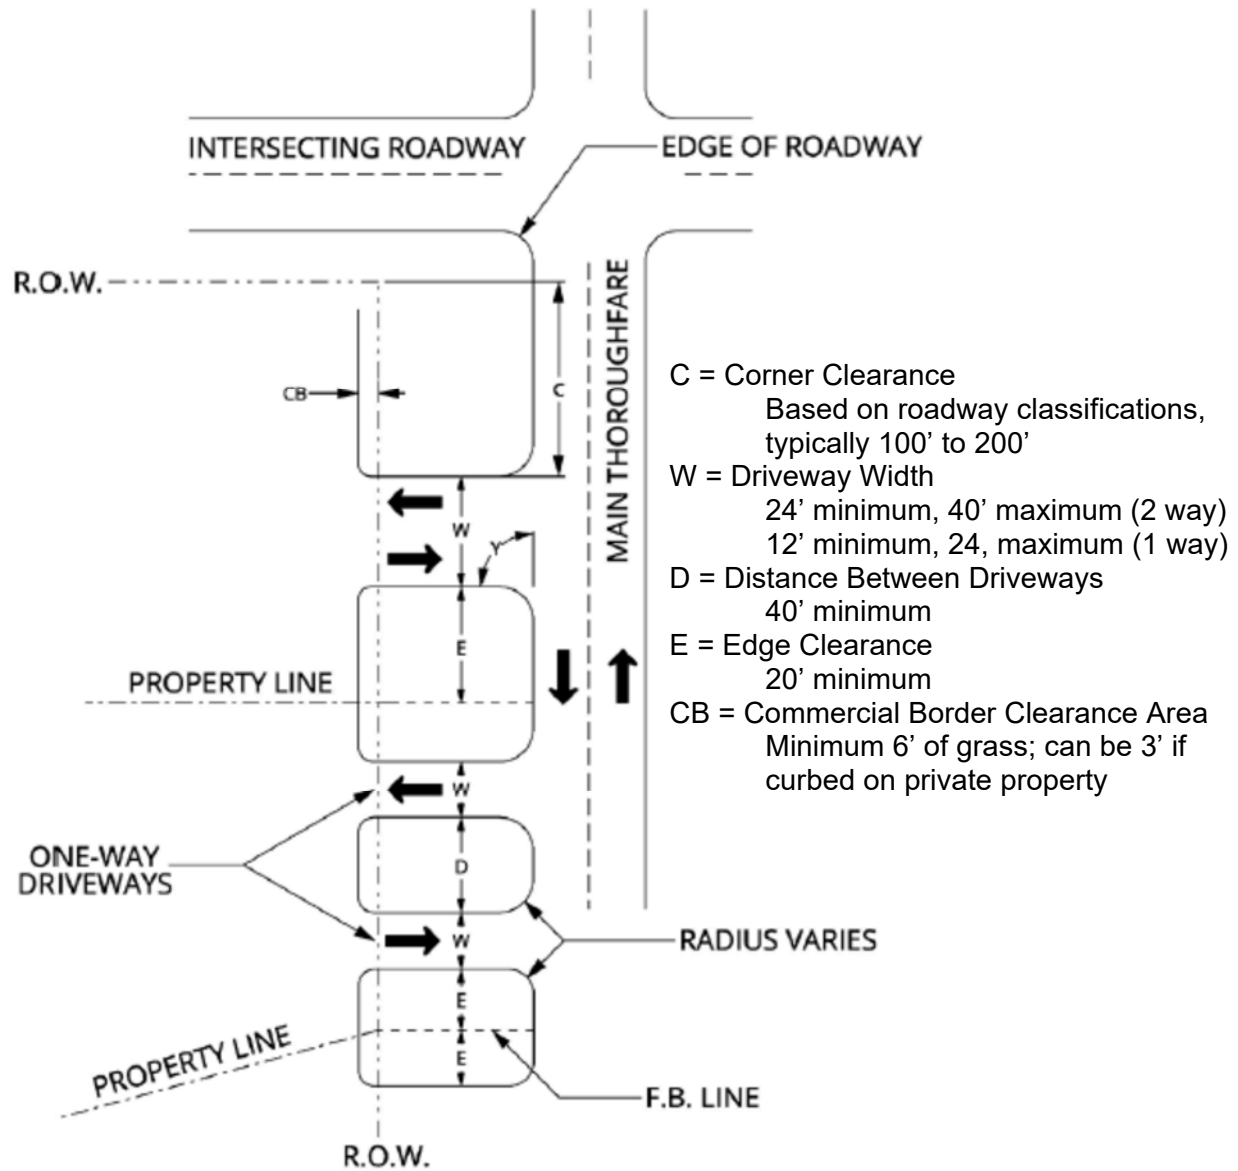 INTERSECTING ROADWAY
EDGE OF ROADWAY
R.O.W.
MAIN THOROUGHFARE
CB
C
C = Corner Clearance
Based on roadway classifications,
typically 100’ to 200’
W = Driveway Width
24’ minimum, 40’ maximum (2 way)
12’ minimum, 24, maximum (1 way)
D = Distance Between Driveways
40’ minimum
E = Edge Clearance
20’ minimum
CB = Commercial Border Clearance Area
Minimum 6’ of grass; can be 3’ if
curbed on private property
W
Y
E
PROPERTY LINE
W
ONE-WAY
DRIVEWAYS
D
W
RADIUS VARIES
E
PROPERTY LINE
E
F.B. LINE
R.O.W.